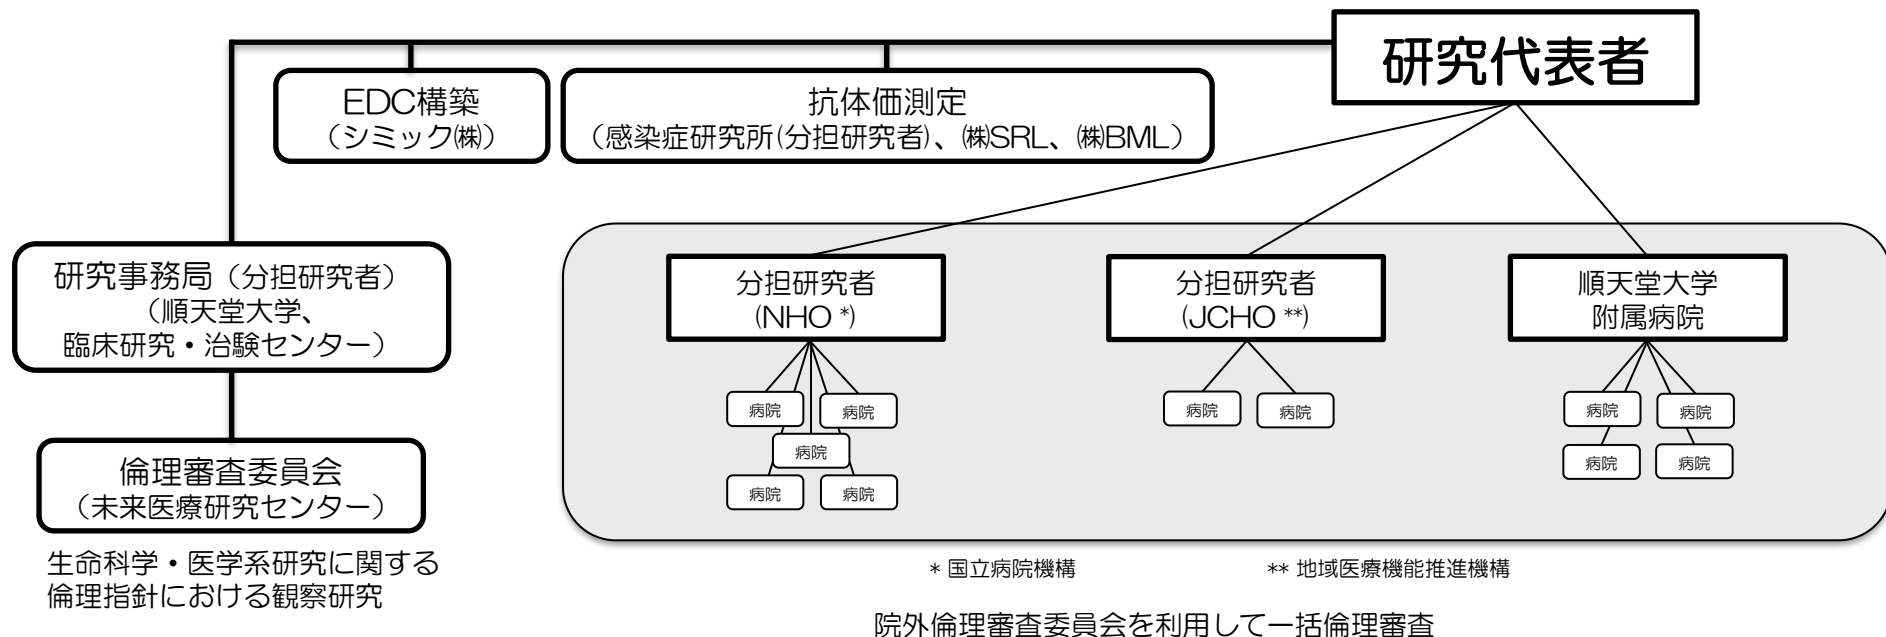 研究代表者
EDC構築
（シミック㈱）
抗体価測定
（感染症研究所(分担研究者)、㈱SRL、㈱BML）
研究事務局（分担研究者）
（順天堂大学、
臨床研究・治験センター）
倫理審査委員会
（未来医療研究センター）
生命科学・医学系研究に関する
倫理指針における観察研究
分担研究者
(NHO *)
病院
病院
病院
病院
病院
分担研究者
(JCHO **)
病院
病院
順天堂大学
附属病院
病院
病院
病院
病院
* 国立病院機構
** 地域医療機能推進機構
院外倫理審査委員会を利用して一括倫理審査